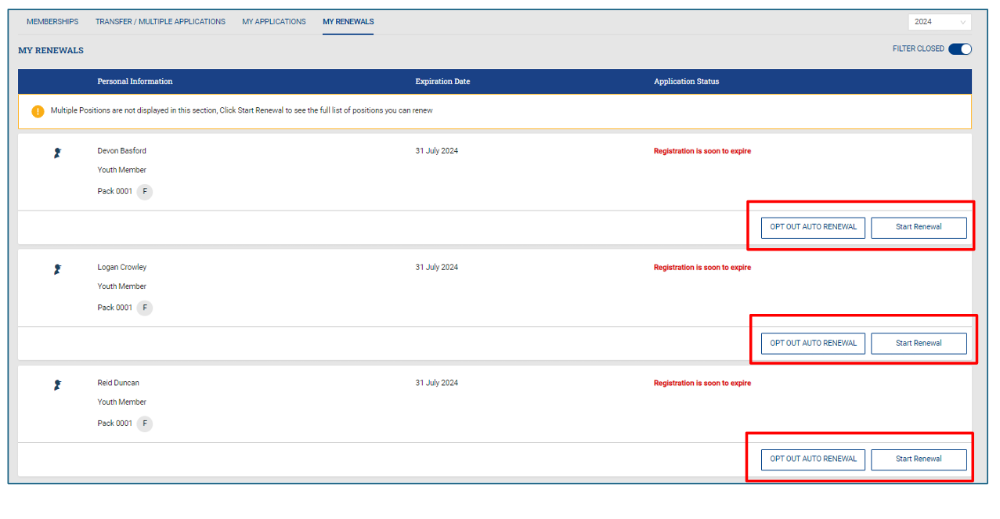 MEMBERSHIPS TRANSFER / MULTIPLE APPLICATIONS MY APPLICATIONS MY RENEWALS 2024
MY RENEWALS FILTER CLOSED
Personal Information Expiration Date Application Status
! Multiple Positions are not displayed in this section, Click Start Renewal to see the full list of positions you can renew
Devon Basford 31 July 2024 Registration is soon to expire
Youth Member
Pack 0001 F
OPT OUT AUTO RENEWAL Start Renewal
Logan Crowley 31 July 2024 Registration is soon to expire
Youth Member
Pack 0001 F
OPT OUT AUTO RENEWAL Start Renewal
Reid Duncan 31 July 2024 Registration is soon to expire
Youth Member
Pack 0001 F
OPT OUT AUTO RENEWAL Start Renewal